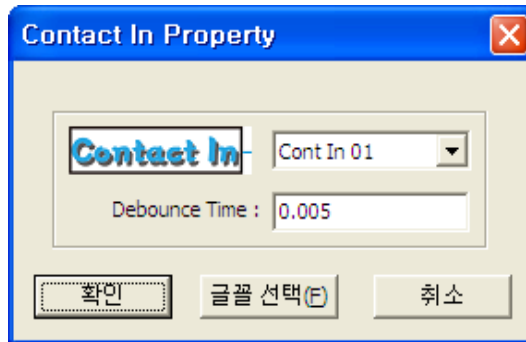 Contact In Property
Contact In Cont In 01
Debounce Time : 0.005
확인 글꼴 선택(F) 취소